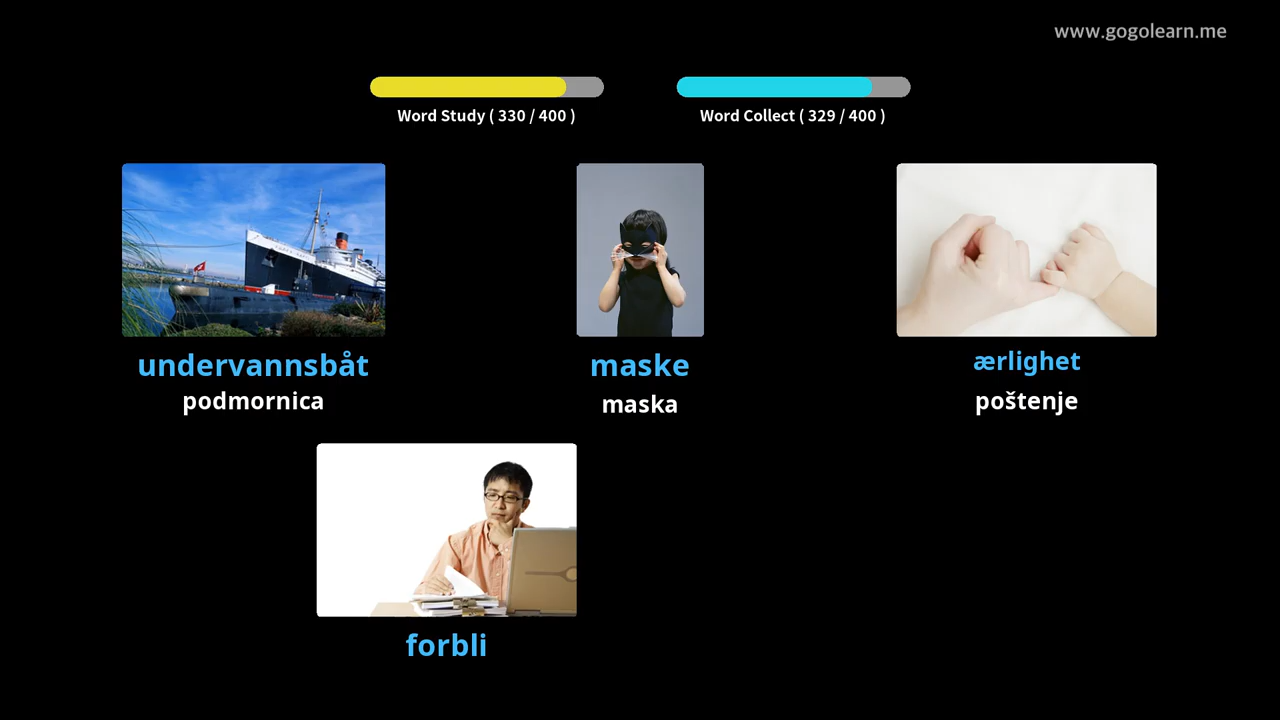 www.gogolearn.me
Word Study ( 330 / 400 )
Word Collect ( 329 / 400 )
undervannsbåt
maske
ærlighet
podmornica
maska
poštenje
forbli